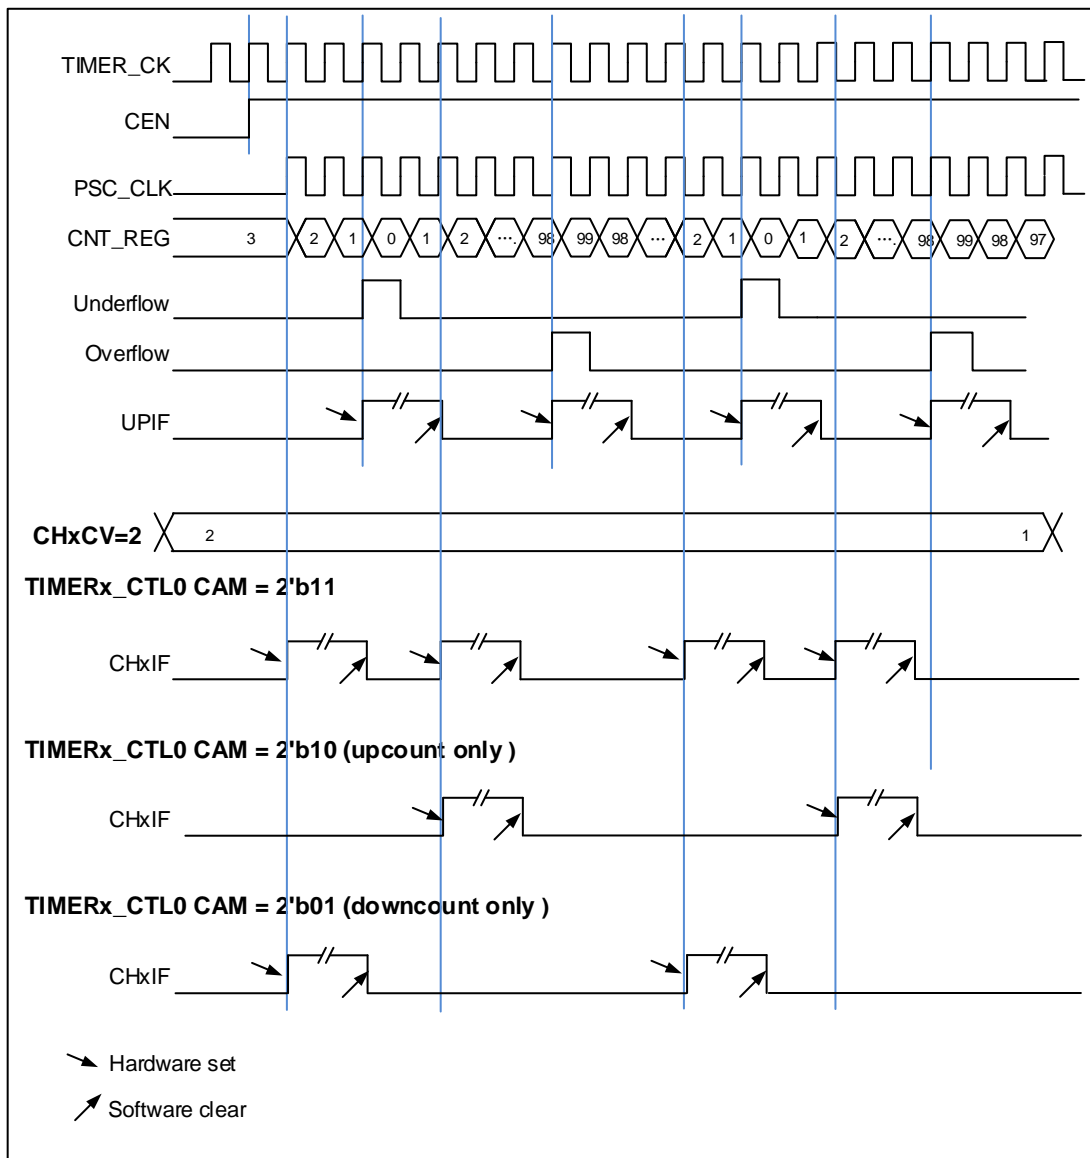 TIMER_CK
CEN
PSC_CLK
CNT_REG 3 2 1 0 1 2 .... 98 99 98 ... 2 1 0 1 2 .... 98 99 98 97
Underflow
Overflow
UPIF
CHxCV=2 2 1
TIMERx_CTL0 CAM = 2'b11
CHxIF
TIMERx_CTL0 CAM = 2'b10 (upcount only )
CHxIF
TIMERx_CTL0 CAM = 2'b01 (downcount only )
CHxIF
Hardware set
Software clear